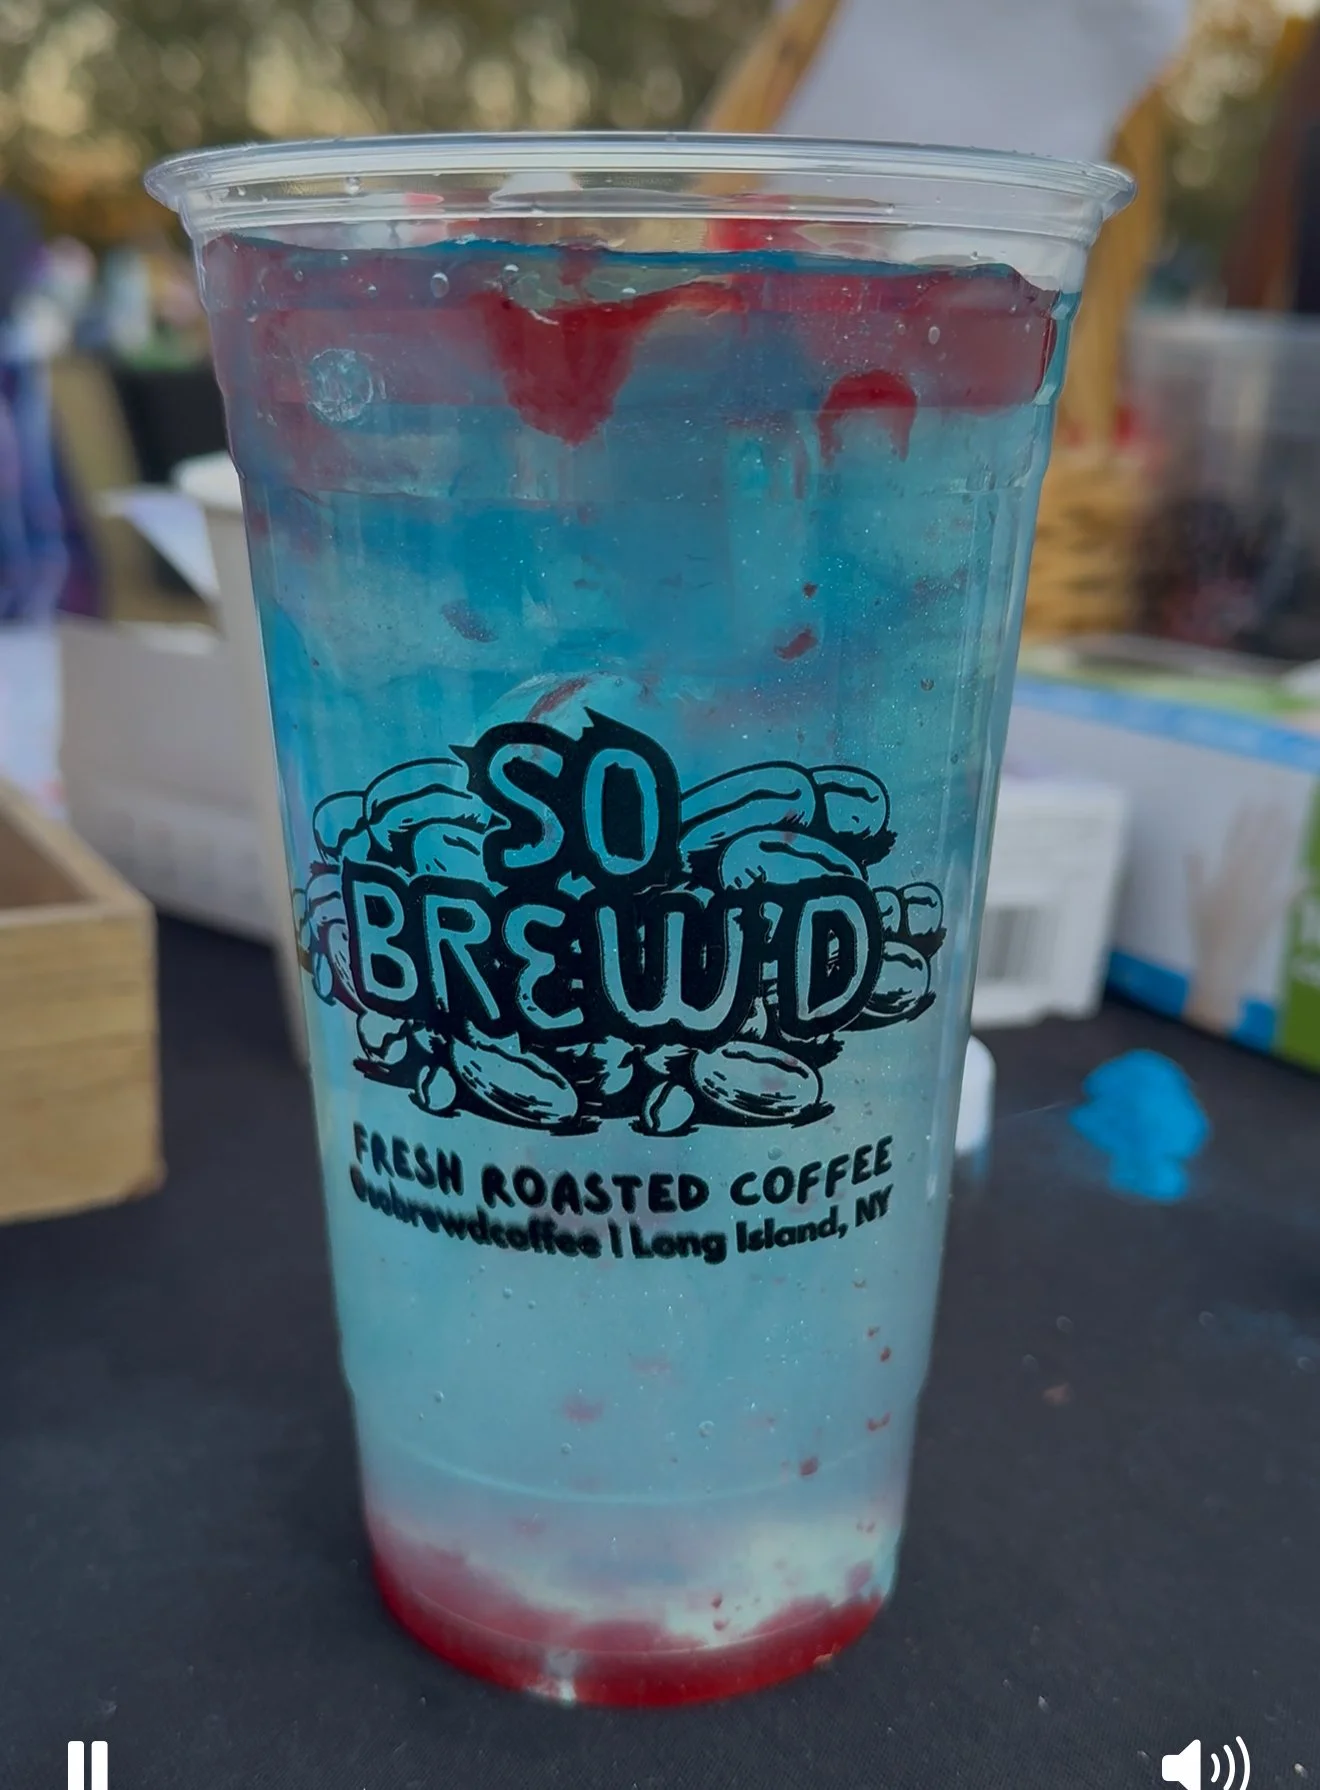 SO
BREW'D
FRESH ROASTED COFFEE
@sobrewdcoffee | Long Island, NY